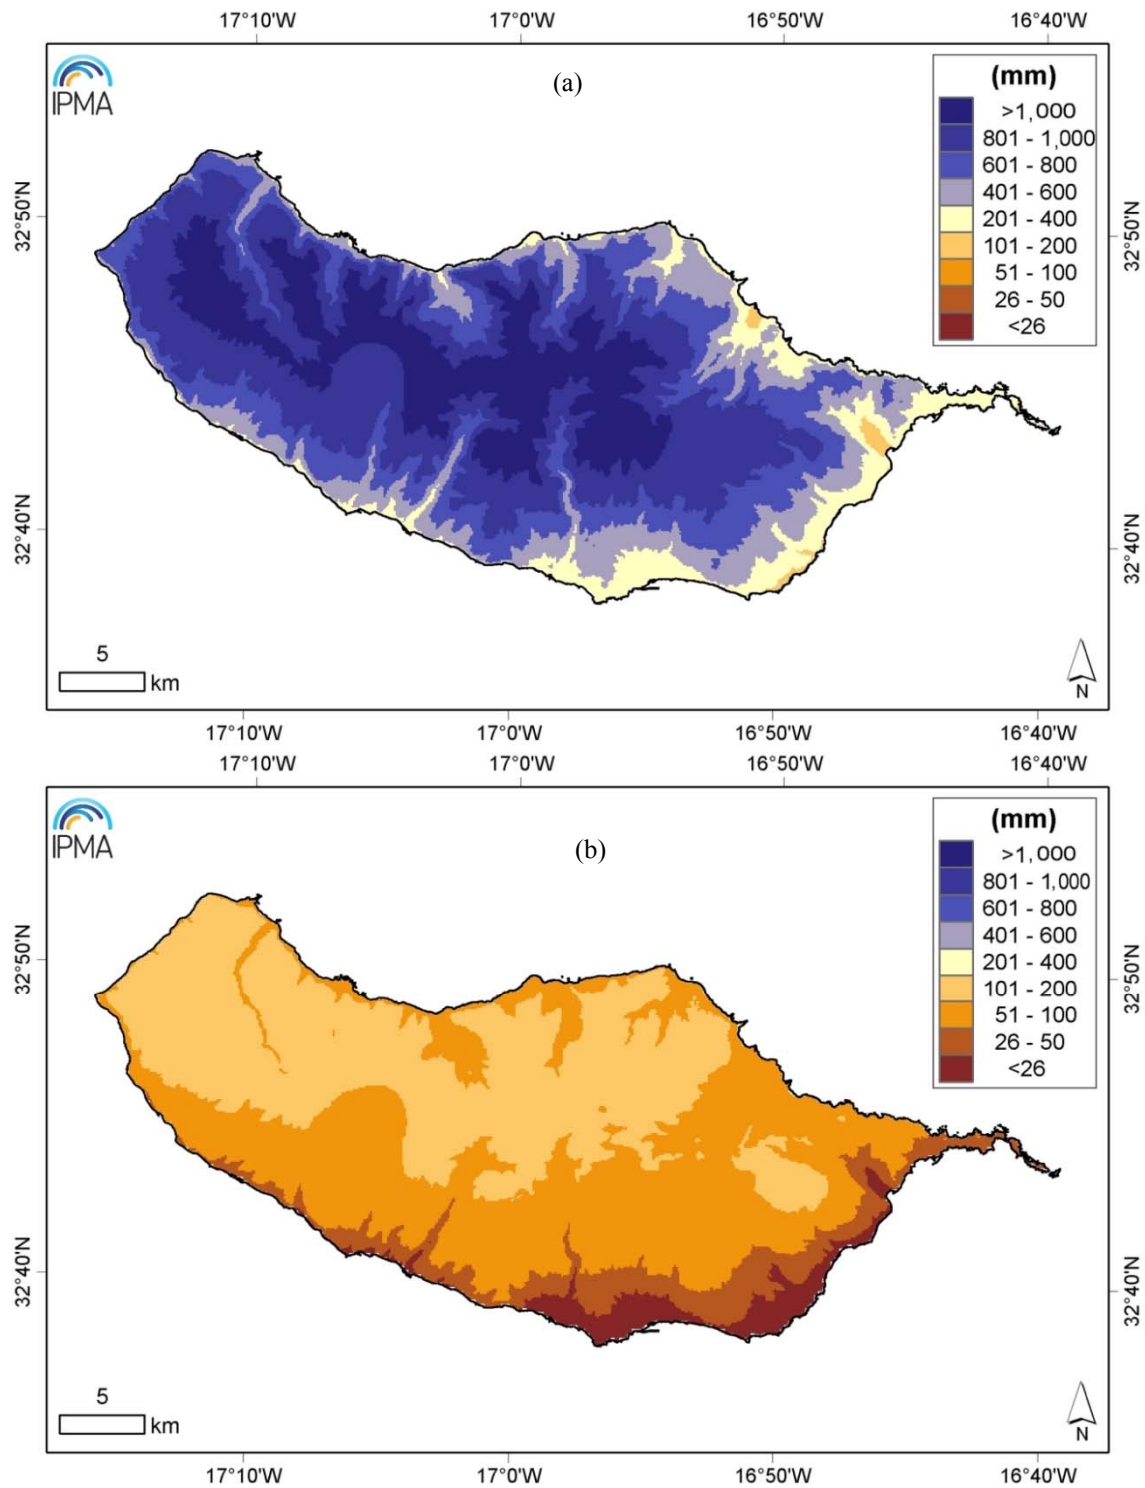 17°10'W 17°0'W 16°50'W 16°40'W
IPMA
(a)
(mm)
>1,000
801 - 1,000
601 - 800
401 - 600
201 - 400
101 - 200
51 - 100
26 - 50
<26
32°50'N
32°50'N
32°40'N
32°40'N
5
km
N
17°10'W 17°0'W 16°50'W 16°40'W
17°10'W 17°0'W 16°50'W 16°40'W
IPMA
(b)
(mm)
>1,000
801 - 1,000
601 - 800
401 - 600
201 - 400
101 - 200
51 - 100
26 - 50
<26
32°50'N
32°50'N
32°40'N
32°40'N
5
km
N
17°10'W 17°0'W 16°50'W 16°40'W